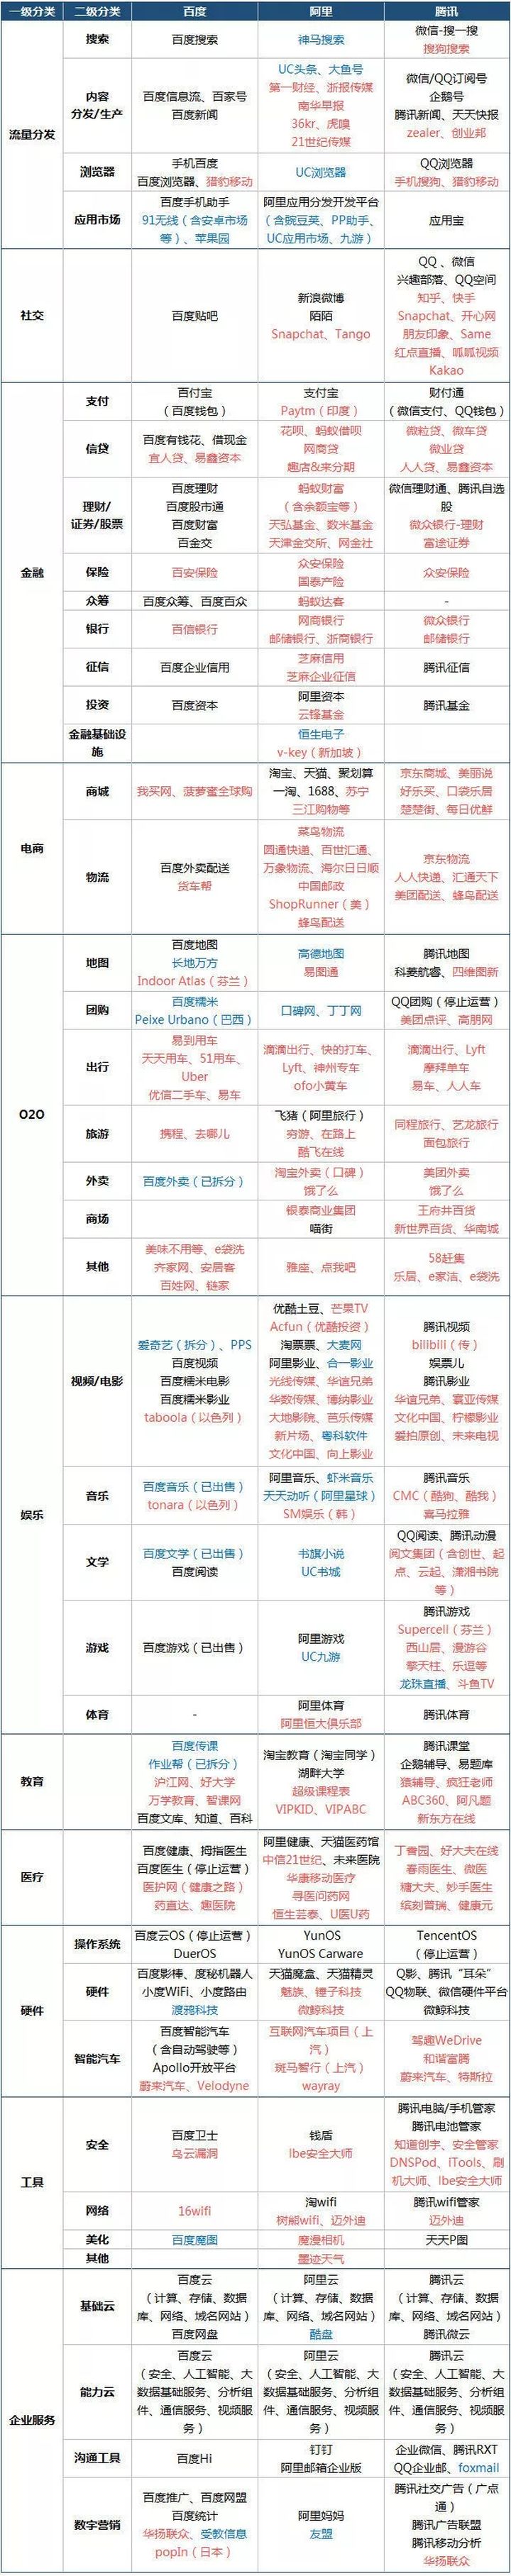 一级分类 二级分类 百度 阿里 腾讯
流量分发
搜索
百度搜索
神马搜索
微信-搜一搜
搜狗搜索
内容
分发/生产
百度信息流、百家号
百度新闻
UC头条、大鱼号
第一财经、浙报传媒
南华早报
36kr、虎嗅
21世纪传媒
微信/QQ订阅号
企鹅号
腾讯新闻、天天快报
zealer、创业邦
浏览器
手机百度
百度浏览器、猎豹移动
UC浏览器
QQ浏览器
手机搜狗、猎豹移动
应用市场
百度手机助手
91无线（含安卓市场
等）、苹果园
阿里应用分发开发平台
（含豌豆荚、PP助手、
UC应用市场、九游）
应用宝
社交
百度贴吧
新浪微博
陌陌
Snapchat、Tango
QQ 、微信
兴趣部落、QQ空间
知乎、快手
Snapchat、开心网
朋友印象、Same
红点直播、呱呱视频
Kakao
金融
支付
百付宝
（百度钱包）
支付宝
Paytm（印度）
财付通
（微信支付、QQ钱包）
信贷
百度有钱花、借现金
宜人贷、易鑫资本
花呗、蚂蚁借呗
网商贷
趣店&来分期
微粒贷、微车贷
微业贷
人人贷、易鑫资本
理财/
证券/股票
百度理财
百度股市通
百度财富
百金交
蚂蚁财富
（含余额宝等）
天弘基金、数米基金
天津金交所、网金社
微信理财通、腾讯自选
股
微众银行-理财
富途证券
保险
百安保险
众安保险
国泰产险
众安保险
众筹
百度众筹、百度百众
蚂蚁达客
-
银行
百信银行
网商银行
邮储银行、浙商银行
微众银行
邮储银行
征信
百度企业信用
芝麻信用
芝麻企业征信
腾讯征信
投资
百度资本
阿里资本
云锋基金
腾讯基金
金融基础设
施
恒生电子
v-key（新加坡）
电商
商城
我买网、菠萝蜜全球购
淘宝、天猫、聚划算
一淘、1688、苏宁
三江购物等
京东商城、美丽说
好乐买、口袋乐居
楚楚街、每日优鲜
物流
百度外卖配送
货车帮
菜鸟物流
圆通快递、百世汇通、
万象物流、海尔日日顺
中国邮政
ShopRunner（美）
蜂鸟配送
京东物流
人人快递、汇通天下
美团配送、蜂鸟配送
O2O
地图
百度地图
长地万方
Indoor Atlas（芬兰）
高德地图
易图通
腾讯地图
科菱航睿、四维图新
团购
百度糯米
Peixe Urbano（巴西）
口碑网、丁丁网
QQ团购（停止运营）
美团点评、高朋网
出行
易到用车
天天用车、51用车、
Uber
优信二手车、易车
滴滴出行、快的打车、
Lyft、神州专车
ofo小黄车
滴滴出行、Lyft
摩拜单车
易车、人人车
旅游
携程、去哪儿
飞猪（阿里旅行）
穷游、在路上
酷飞在线
同程旅行、艺龙旅行
面包旅行
外卖
百度外卖（已拆分）
淘宝外卖（口碑）
饿了么
美团外卖
饿了么
商场
银泰商业集团
喵街
王府井百货
新世界百货、华南城
其他
美味不用等、e袋洗
齐家网、安居客
百姓网、链家
雅座、点我吧
58赶集
乐居、e家洁、e袋洗
娱乐
视频/电影
爱奇艺（拆分）、PPS
百度视频
百度糯米电影
百度糯米影业
taboola（以色列）
优酷土豆、芒果TV
Acfun（优酷投资）
淘票票、大麦网
阿里影业、合一影业
光线传媒、华谊兄弟
华数传媒、博纳影业
大地影院、芭乐传媒
新片场、粤科软件
文化中国、向上影业
腾讯视频
bilibili（传）
娱票儿
腾讯影业
华谊兄弟、寰亚传媒
文化中国、柠檬影业
爱拍原创、未来电视
音乐
百度音乐（已出售）
tonara（以色列）
阿里音乐、虾米音乐
天天动听（阿里星球）
SM娱乐（韩）
腾讯音乐
CMC（酷狗、酷我）
喜马拉雅
文学
百度文学（已出售）
百度阅读
书旗小说
UC书城
QQ阅读、腾讯动漫
阅文集团（含创世、起
点、云起、潇湘书院
等）
游戏
百度游戏（已出售）
阿里游戏
UC九游
腾讯游戏
Supercell（芬兰）
西山居、漫游谷
擎天柱、乐逗等
龙珠直播、斗鱼TV
体育
-
阿里体育
阿里恒大俱乐部
腾讯体育
教育
百度传课
作业帮（已拆分）
沪江网、好大学
万学教育、智课网
百度文库、知道、百科
淘宝教育（淘宝同学）
湖畔大学
超级课程表
VIPKID、VIPABC
腾讯课堂
企鹅辅导、易题库
猿辅导、疯狂老师
ABC360、阿凡题
新东方在线
医疗
百度健康、拇指医生
百度医生（停止运营）
医护网（健康之路）
药直达、趣医院
阿里健康、天猫医药馆
中信21世纪、未来医院
华康移动医疗
寻医问药网
恒生芸泰、U医U药
丁香园、好大夫在线
春雨医生、微医
糖大夫、妙手医生
缤刻普瑞、健康元
硬件
操作系统
百度云OS（停止运营）
DuerOS
YunOS
YunOS Carware
TencentOS
（停止运营）
硬件
百度影棒、度秘机器人
小度WiFi、小度路由
渡鸦科技
天猫魔盒、天猫精灵
魅族、锤子科技
微鲸科技
Q影、腾讯“耳朵”
QQ物联、微信硬件平台
微鲸科技
智能汽车
百度智能汽车
（含自动驾驶等）
Apollo开放平台
蔚来汽车、Velodyne
互联网汽车项目（上
汽）
斑马智行（上汽）
wayray
驾趣WeDrive
和谐富腾
蔚来汽车、特斯拉
工具
安全
百度卫士
乌云漏洞
钱盾
lbe安全大师
腾讯电脑/手机管家
腾讯电池管家
知道创宇、安全管家
DNSPod、iTools、刷
机大师、lbe安全大师
网络
16wifi
淘wifi
树熊wifi、迈外迪
腾讯wifi管家
迈外迪
美化
百度魔图
魔漫相机
天天P图
其他
墨迹天气
企业服务
基础云
百度云
（计算、存储、数据
库、网络、域名网站）
百度网盘
阿里云
（计算、存储、数据
库、网络、域名网站）
酷盘
腾讯云
（计算、存储、数据
库、网络、域名网站）
腾讯微云
能力云
百度云
（安全、人工智能、大
数据基础服务、分析组
件、通信服务、视频服
务）
阿里云
（安全、人工智能、大
数据基础服务、分析组
件、通信服务、视频服
务）
腾讯云
（安全、人工智能、大
数据基础服务、分析组
件、通信服务、视频服
务）
沟通工具
百度Hi
钉钉
阿里邮箱企业版
企业微信、腾讯RXT
QQ企业邮、foxmail
数字营销
百度推广、百度网盟
百度统计
华扬联众、受教信息
popIn（日本）
阿里妈妈
友盟
腾讯社交广告（广点
通）
腾讯广告联盟
腾讯移动分析
华扬联众